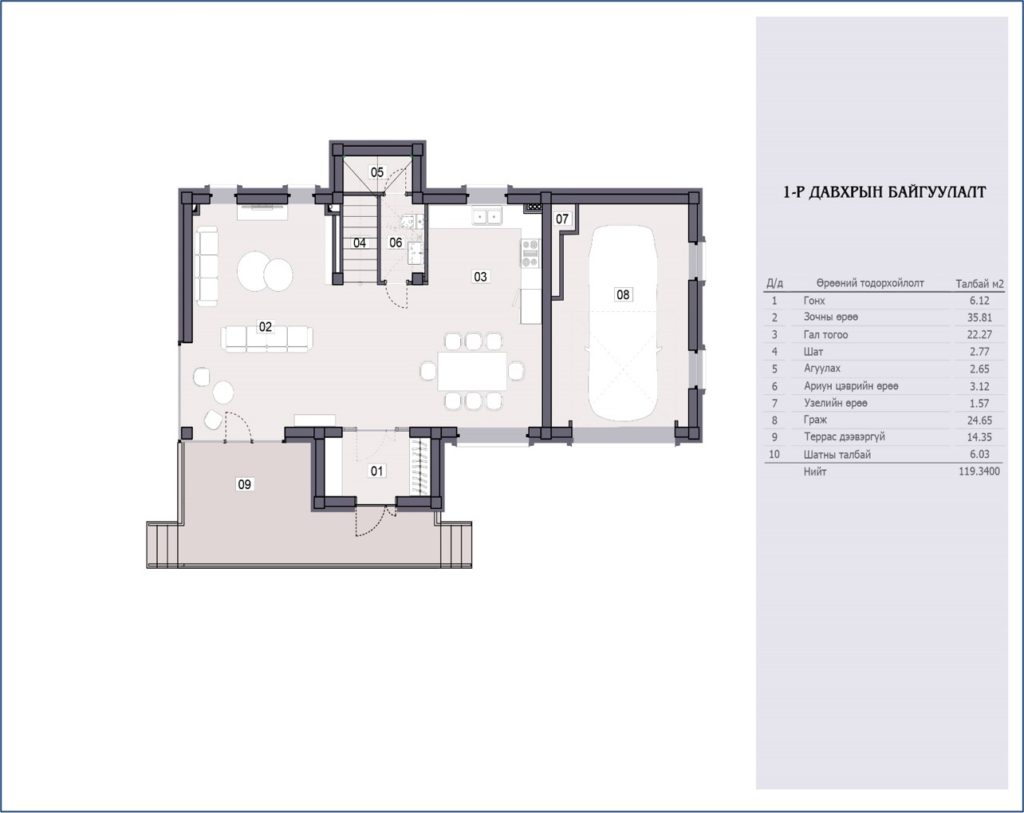 1-Р ДАВХРЫН БАЙГУУЛАЛТ
Д/д Өрөөний тодорхойлолт Талбай м2
1 Гонх 6.12
2 Зочны өрөө 35.81
3 Гал тогоо 22.27
4 Шат 2.77
5 Агуулах 2.65
6 Ариун цэврийн өрөө 3.12
7 Узелийн өрөө 1.57
8 Граж 24.65
9 Террас дээвэргүй 14.35
10 Шатны талбай 6.03
Нийт 119.3400
05
07
04
06
03
08
02
01
09